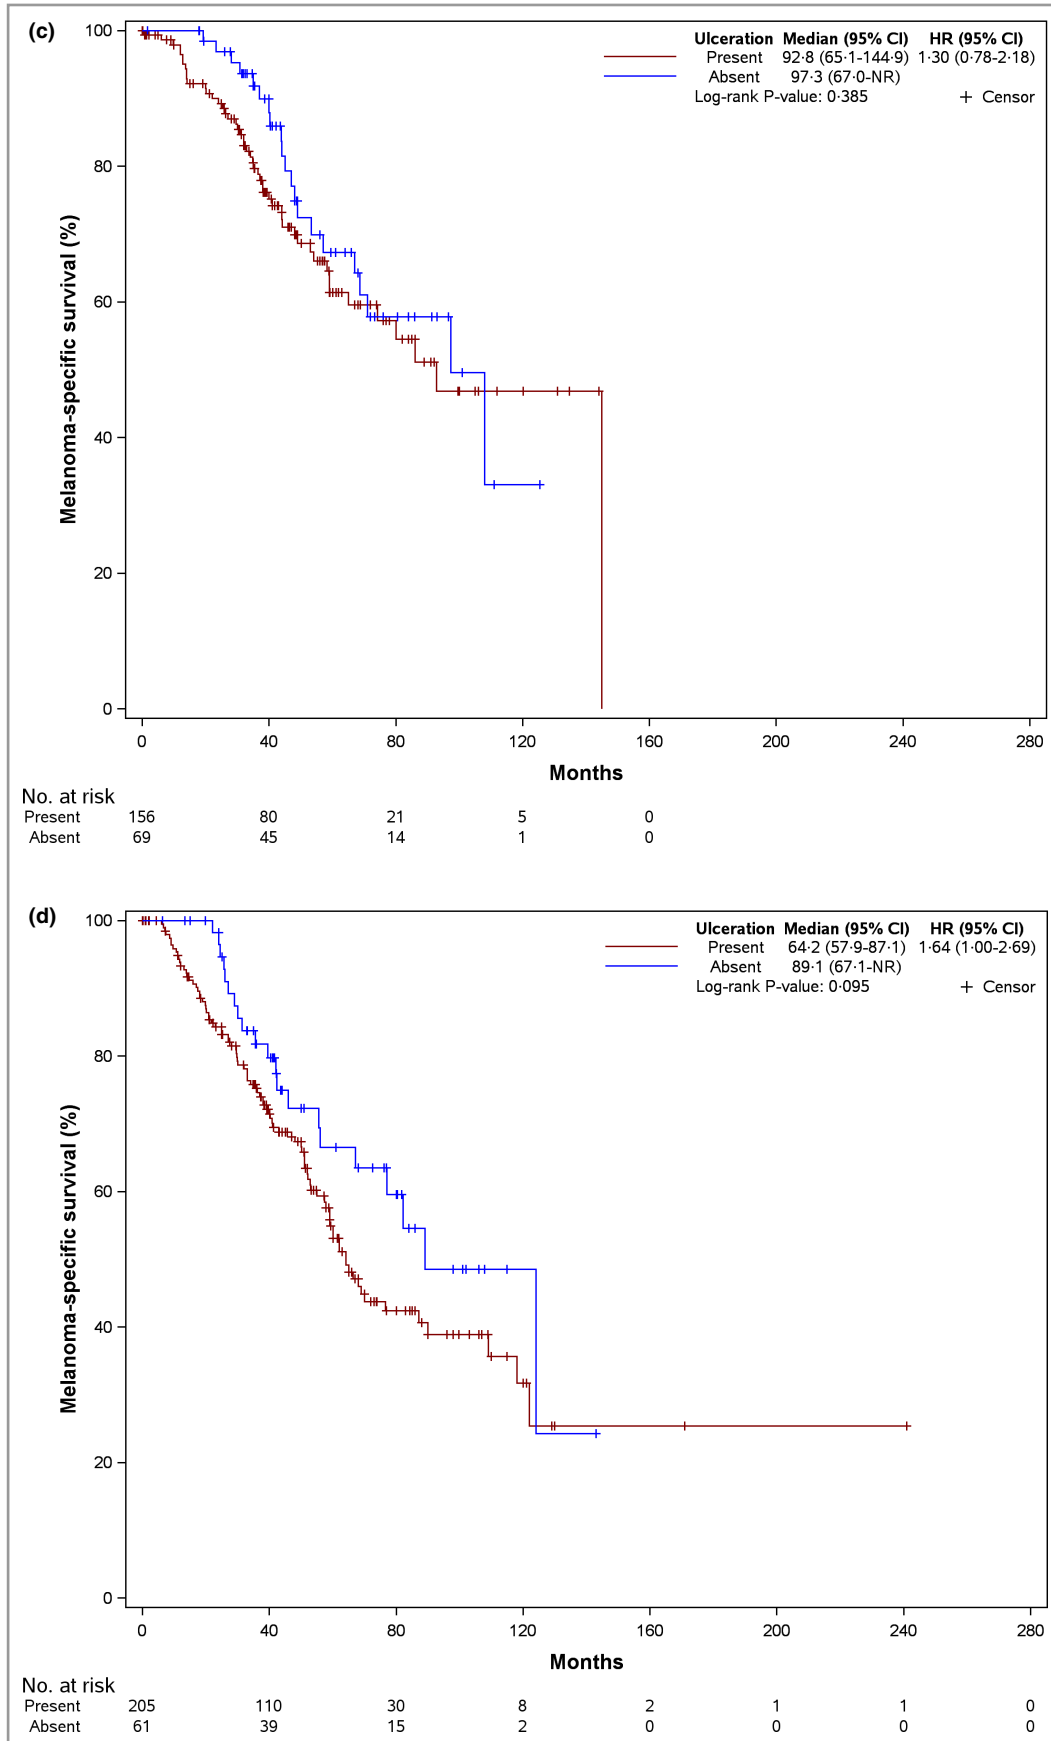 (c)
Ulceration Median (95% CI) HR (95% CI)
Present 92·8 (65·1-144·9) 1·30 (0·78-2·18)
Absent 97·3 (67·0-NR)
Log-rank P-value: 0·385 + Censor
Melanoma-specific survival (%)
100
80
60
40
20
0
0 40 80 120 160 200 240 280
Months
No. at risk
Present 156 80 21 5 0
Absent 69 45 14 1 0
(d)
Ulceration Median (95% CI) HR (95% CI)
Present 64·2 (57·9-87·1) 1·64 (1·00-2·69)
Absent 89·1 (67·1-NR)
Log-rank P-value: 0·095 + Censor
Melanoma-specific survival (%)
100
80
60
40
20
0
0 40 80 120 160 200 240 280
Months
No. at risk
Present 205 110 30 8 2 1 1 0
Absent 61 39 15 2 0 0 0 0